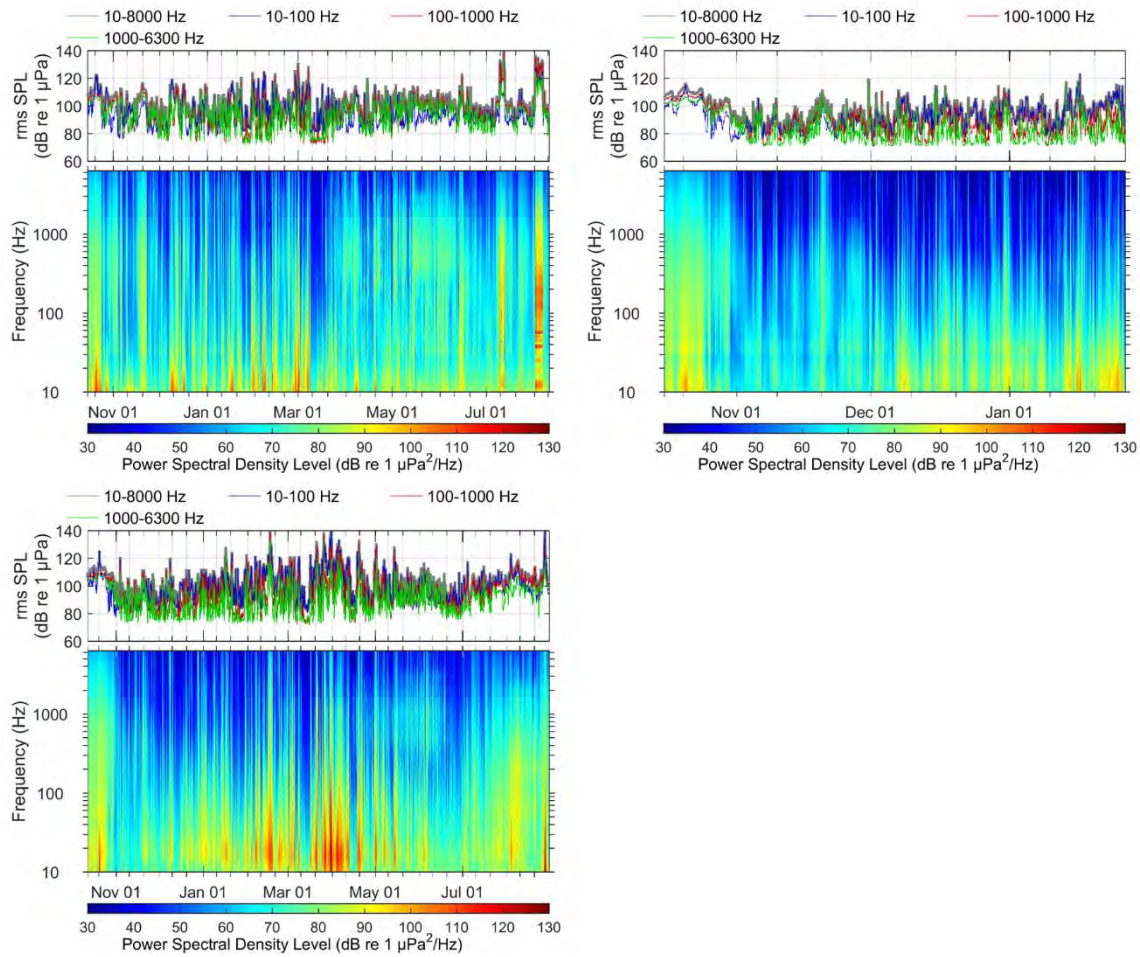 10-8000 Hz 10-100 Hz 100-1000 Hz
1000-6300 Hz
140
120
100
80
60
rms SPL
(dB re 1 µPa)
Frequency (Hz)
1000
100
10
Nov 01 Jan 01 Mar 01 May 01 Jul 01
30 40 50 60 70 80 90 100 110 120 130
Power Spectral Density Level (dB re 1 µPa²/Hz)
10-8000 Hz 10-100 Hz 100-1000 Hz
1000-6300 Hz
140
120
100
80
60
rms SPL
(dB re 1 µPa)
Frequency (Hz)
1000
100
10
Nov 01 Dec 01 Jan 01
30 40 50 60 70 80 90 100 110 120 130
Power Spectral Density Level (dB re 1 µPa²/Hz)
10-8000 Hz 10-100 Hz 100-1000 Hz
1000-6300 Hz
140
120
100
80
60
rms SPL
(dB re 1 µPa)
Frequency (Hz)
1000
100
10
Nov 01 Jan 01 Mar 01 May 01 Jul 01
30 40 50 60 70 80 90 100 110 120 130
Power Spectral Density Level (dB re 1 µPa²/Hz)